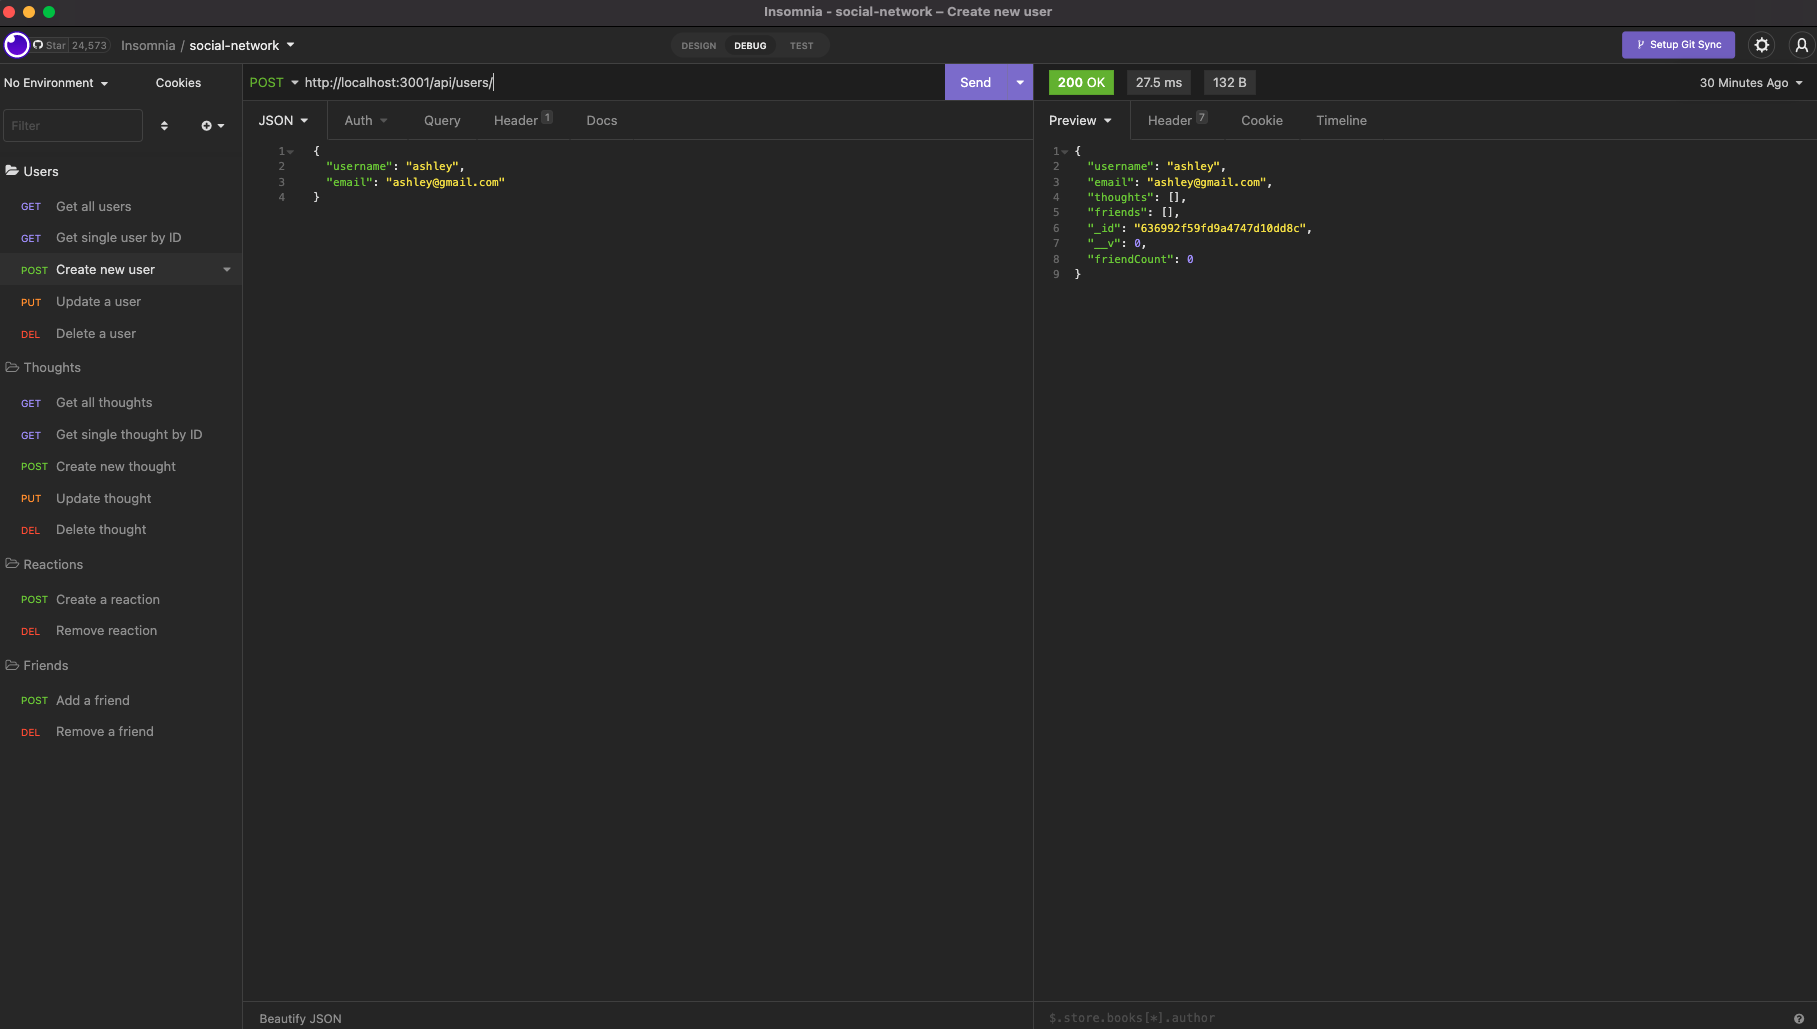 Insomnia - social-network – Create new user
Star 24,573 Insomnia / social-network DESIGN DEBUG TEST Setup Git Sync
No Environment Cookies
POST http://localhost:3001/api/users/ Send 200 OK 27.5 ms 132 B 30 Minutes Ago
Filter
JSON Auth Query Header 1 Docs
Preview Header 7 Cookie Timeline
Users
GET Get all users
GET Get single user by ID
POST Create new user
PUT Update a user
DEL Delete a user
Thoughts
GET Get all thoughts
GET Get single thought by ID
POST Create new thought
PUT Update thought
DEL Delete thought
Reactions
POST Create a reaction
DEL Remove reaction
Friends
POST Add a friend
DEL Remove a friend
1 {
2 "username": "ashley",
3 "email": "ashley@gmail.com"
4 }
Beautify JSON
1 {
2 "username": "ashley",
3 "email": "ashley@gmail.com",
4 "thoughts": [],
5 "friends": [],
6 "_id": "636992f59fd9a4747d10dd8c",
7 "__v": 0,
8 "friendCount": 0
9 }
$.store.books[*].author